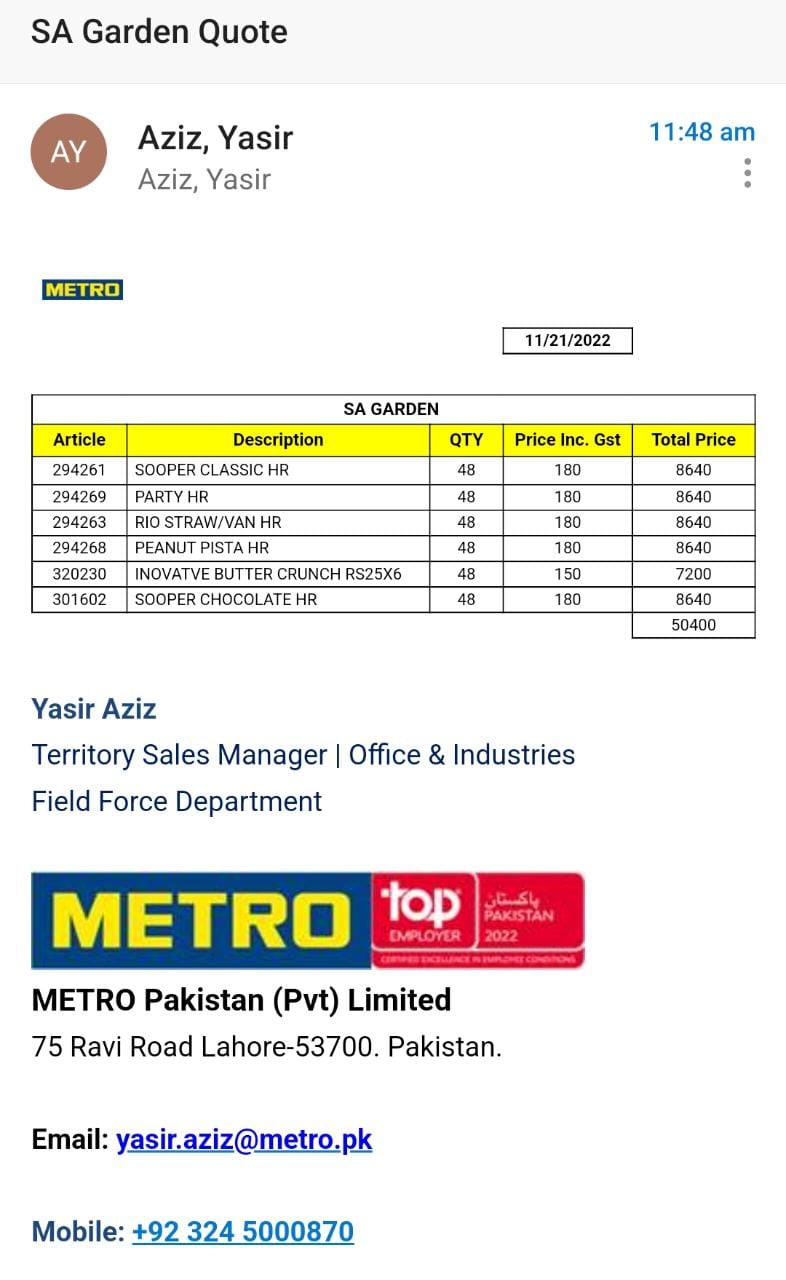 SA Garden Quote
AY
Aziz, Yasir
11:48 am
Aziz, Yasir
METRO
11/21/2022
SA GARDEN
Article Description QTY Price Inc. Gst Total Price
294261 SOOPER CLASSIC HR 48 180 8640
294269 PARTY HR 48 180 8640
294263 RIO STRAW/VAN HR 48 180 8640
294268 PEANUT PISTA HR 48 180 8640
320230 INOVATVE BUTTER CRUNCH RS25X6 48 150 7200
301602 SOOPER CHOCOLATE HR 48 180 8640
50400
Yasir Aziz
Territory Sales Manager | Office & Industries
Field Force Department
METRO
top
EMPLOYER
پاکستان
PAKISTAN
2022
CERTIFIED EXCELLENCE IN EMPLOYEE CONDITIONS
METRO Pakistan (Pvt) Limited
75 Ravi Road Lahore-53700. Pakistan.
Email: yasir.aziz@metro.pk
Mobile: +92 324 5000870